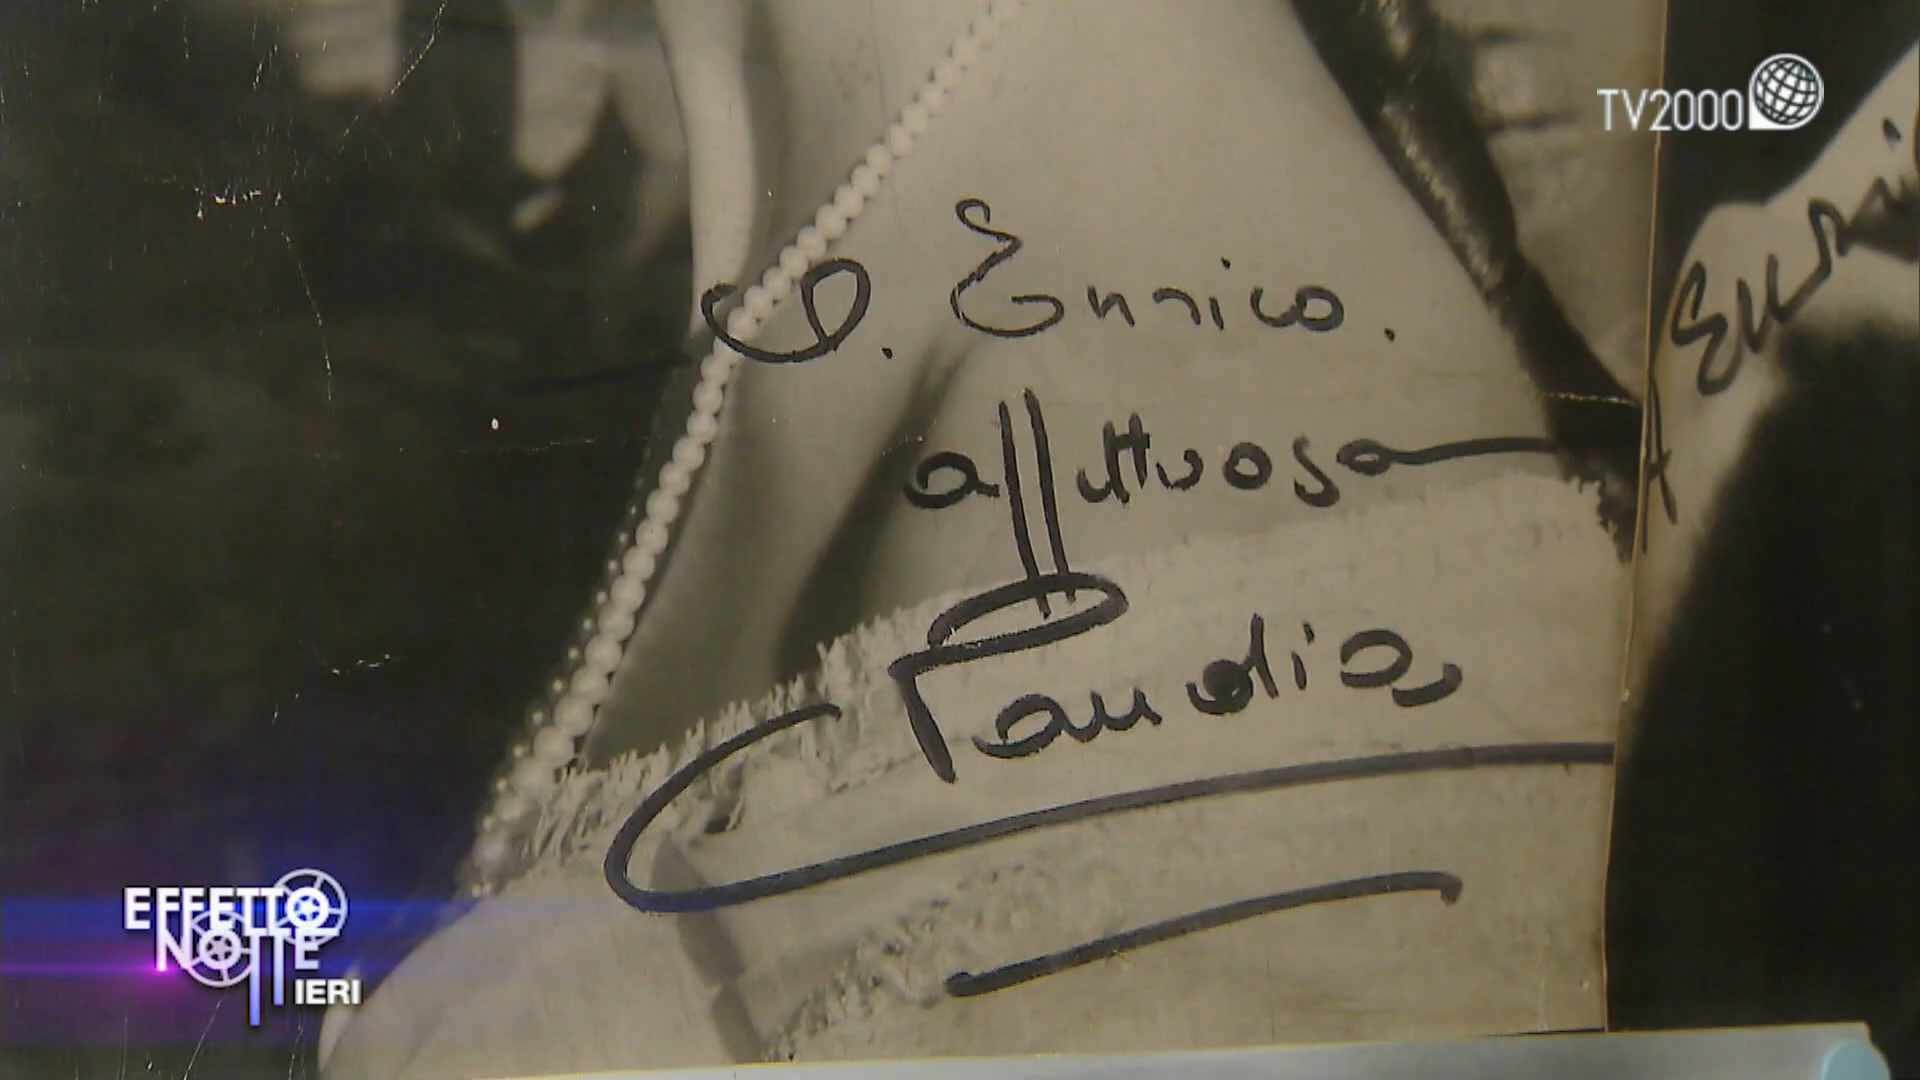 TV2000
a. Enrico.
affettuosa
Claudia
A
EFFETTO
NOTTE
IERI